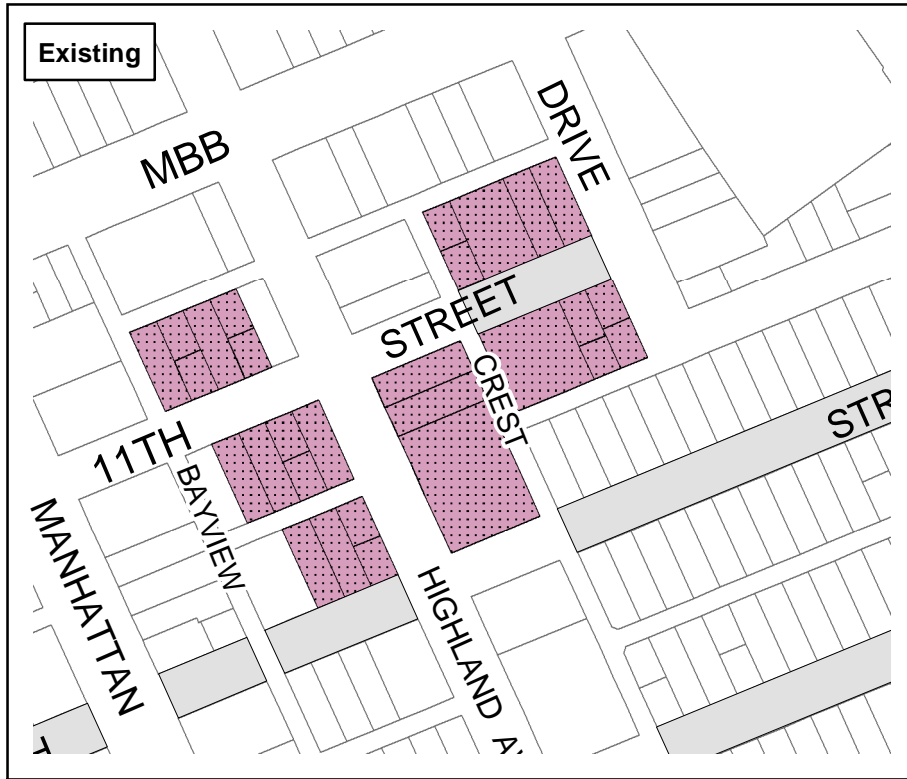 Existing
MBB
DRIVE
STREET
CREST
STR
11TH
BAYVIEW
MANHATTAN
HIGHLAND